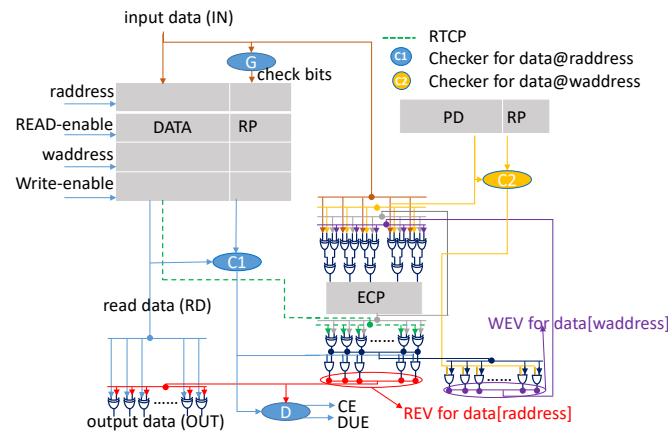 input data (IN)
RTCP
G
C1
Checker for data@raddress
check bits
C2
Checker for data@waddress
raddress
READ-enable
DATA
RP
PD
RP
waddress
C2
Write-enable
C1
ECP
read data (RD)
WEV for data[waddress]
output data (OUT)
D
CE
DUE
REV for data[raddress]